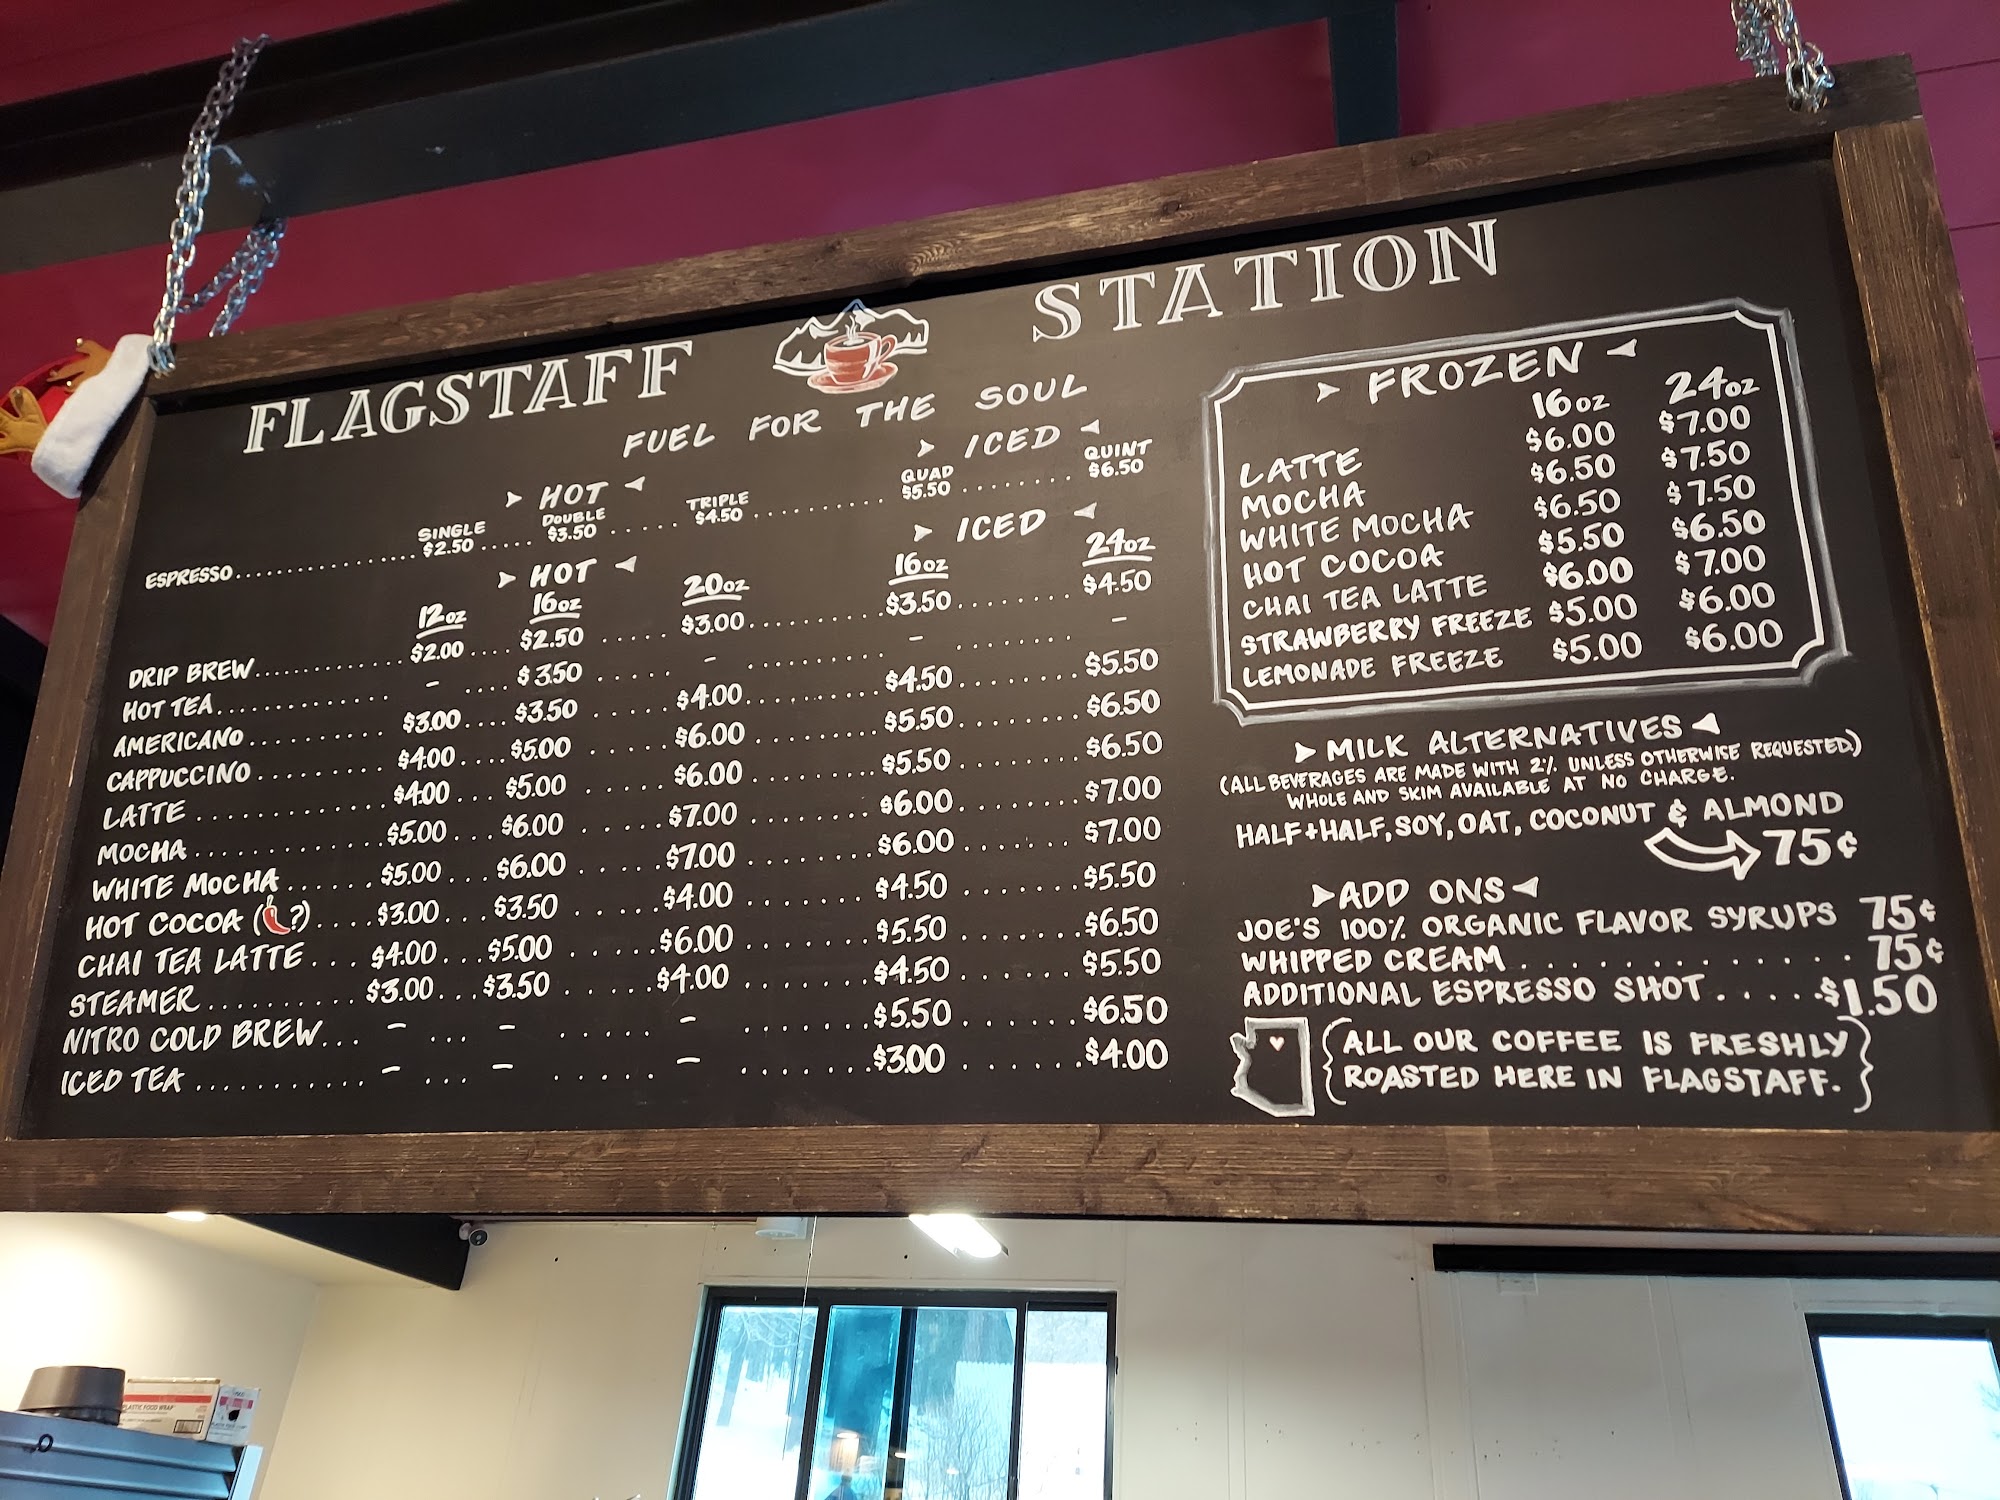 FLAGSTAFF STATION
FUEL FOR THE SOUL
HOT ICED
SINGLE DOUBLE TRIPLE QUAD QUINT
ESPRESSO $2.50 $3.50 $4.50 $5.50 $6.50
HOT ICED
12oz 16oz 20oz 16oz 24oz
DRIP BREW $2.00 $2.50 $3.00 $3.50 $4.50
HOT TEA - $3.50 - - -
AMERICANO $3.00 $3.50 $4.00 $4.50 $5.50
CAPPUCCINO $4.00 $5.00 $6.00 $5.50 $6.50
LATTE $4.00 $5.00 $6.00 $5.50 $6.50
MOCHA $5.00 $6.00 $7.00 $6.00 $7.00
WHITE MOCHA $5.00 $6.00 $7.00 $6.00 $7.00
HOT COCOA (?) $3.00 $3.50 $4.00 $4.50 $5.50
CHAI TEA LATTE $4.00 $5.00 $6.00 $5.50 $6.50
STEAMER $3.00 $3.50 $4.00 $4.50 $5.50
NITRO COLD BREW - - - $5.50 $6.50
ICED TEA - - - $3.00 $4.00
FROZEN
16oz 24oz
LATTE $6.00 $7.00
MOCHA $6.50 $7.50
WHITE MOCHA $6.50 $7.50
HOT COCOA $5.50 $6.50
CHAI TEA LATTE $6.00 $7.00
STRAWBERRY FREEZE $5.00 $6.00
LEMONADE FREEZE $5.00 $6.00
MILK ALTERNATIVES
(ALL BEVERAGES ARE MADE WITH 2% UNLESS OTHERWISE REQUESTED)
WHOLE AND SKIM AVAILABLE AT NO CHARGE.
HALF+HALF, SOY, OAT, COCONUT & ALMOND
75¢
ADD ONS
JOE'S 100% ORGANIC FLAVOR SYRUPS 75¢
WHIPPED CREAM 75¢
ADDITIONAL ESPRESSO SHOT $1.50
{ALL OUR COFFEE IS FRESHLY
ROASTED HERE IN FLAGSTAFF.}
PLASTIC FOOD WRAP